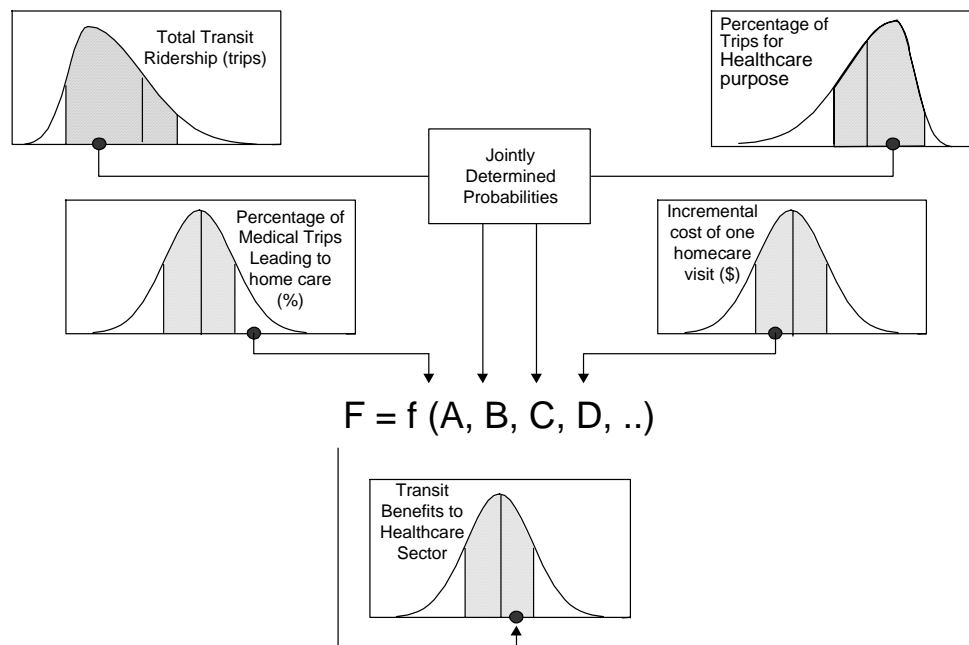 Total Transit
Ridership (trips)
Percentage of
Trips for
Healthcare
purpose
Jointly
Determined
Probabilities
Percentage of
Medical Trips
Leading to
home care
(%)
Incremental
cost of one
homecare
visit ($)
F = f (A, B, C, D, ..)
Transit
Benefits to
Healthcare
Sector